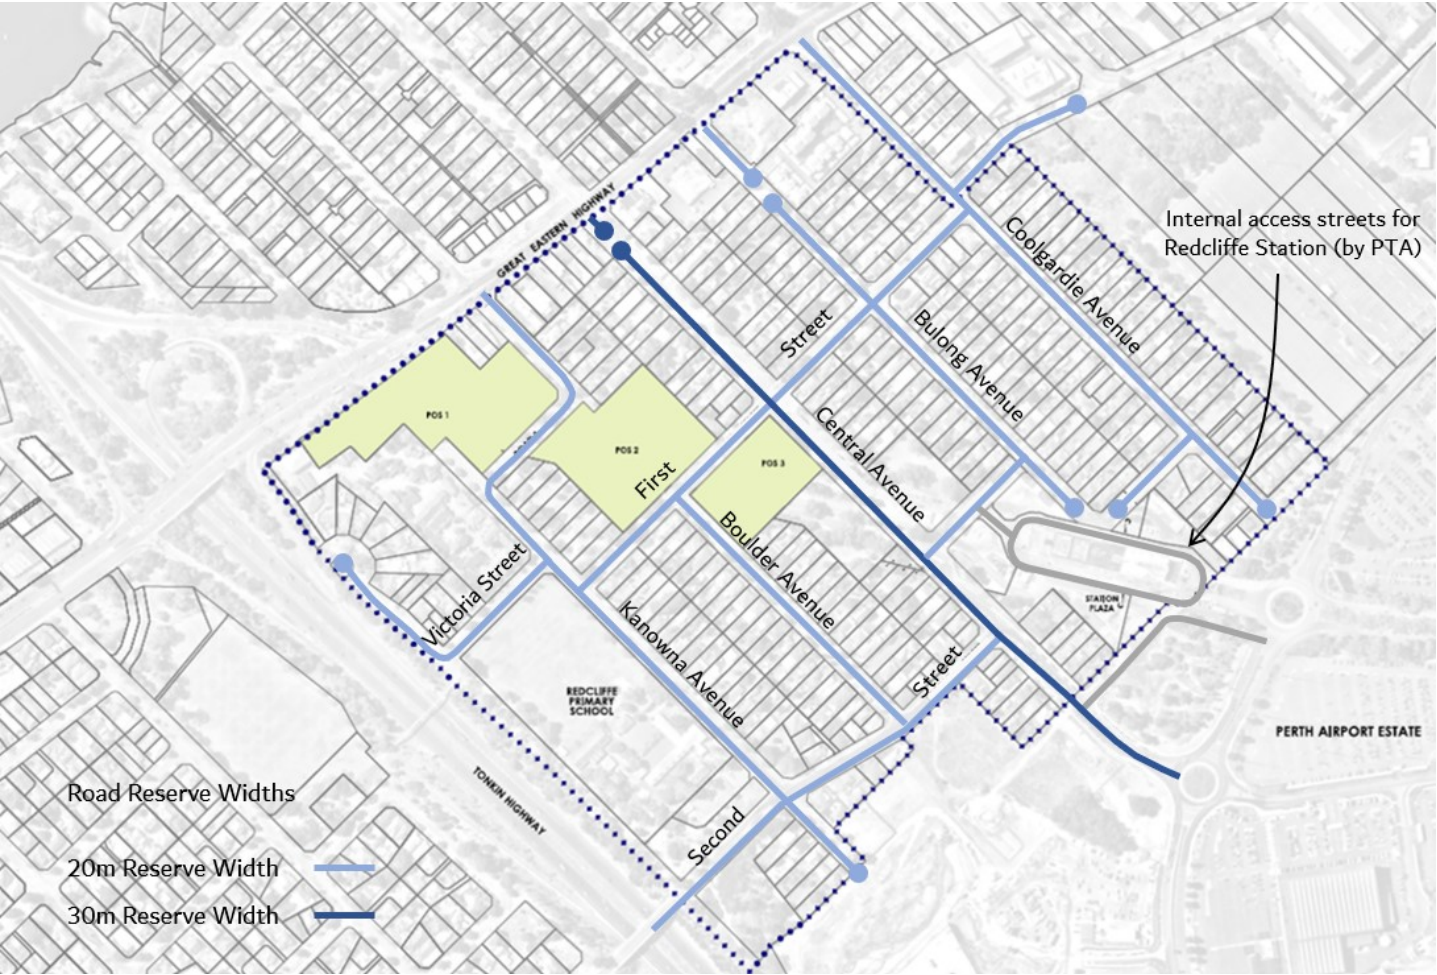 GREAT EASTERN HIGHWAY
Internal access streets for
Redcliffe Station (by PTA)
Coolgardie Avenue
Street
Bulong Avenue
POS 1
POS 2
POS 3
Central Avenue
First
Boulder Avenue
Victoria Street
Kanowna Avenue
STATION
PLAZA
Street
REDCLIFFE
PRIMARY
SCHOOL
PERTH AIRPORT ESTATE
TONKIN HIGHWAY
Second
Road Reserve Widths
20m Reserve Width
30m Reserve Width